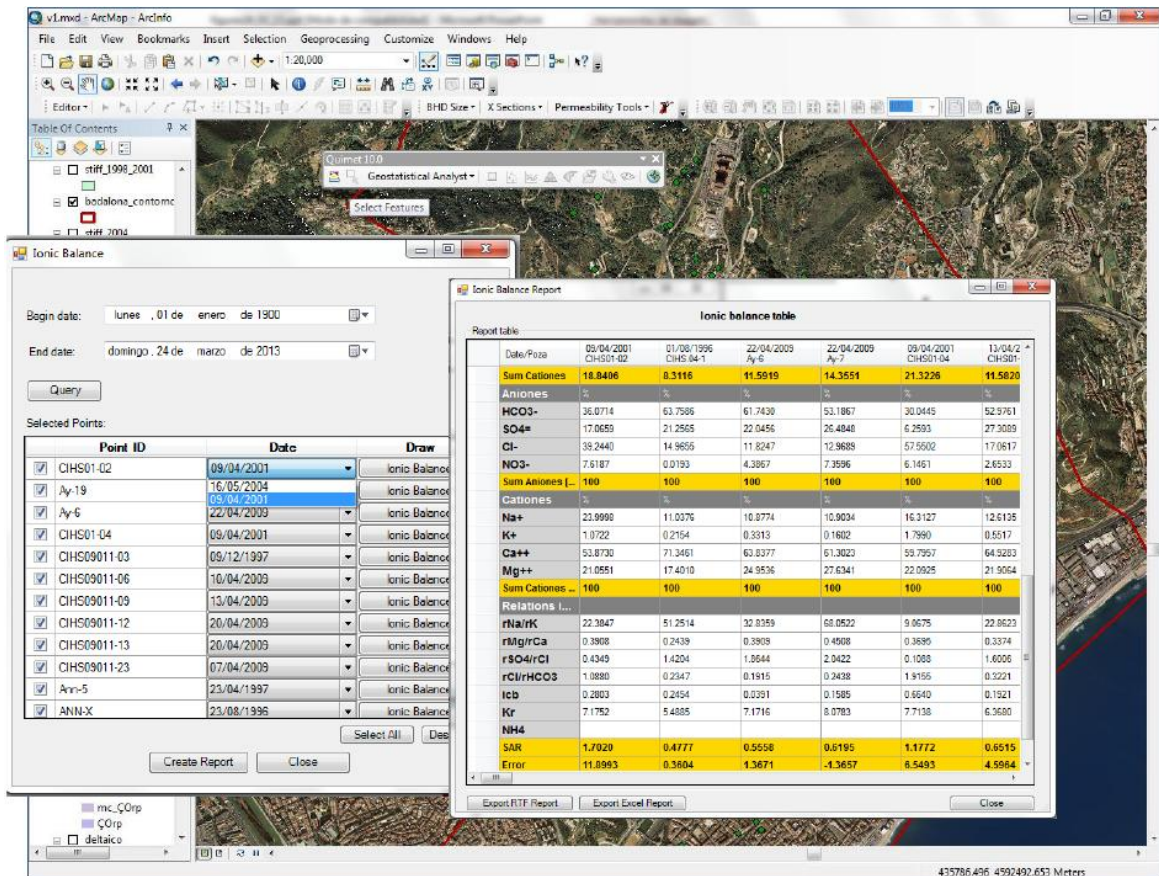 v1.mxd - ArcMap - ArcInfo
File Edit View Bookmarks Insert Selection Geoprocessing Customize Windows Help
1:20,000
Editor BHD Size X Sections Permeability Tools
Table Of Contents
stiff_1998_2001
badalona_contorno
stiff_2004
Quimet 10.0
Geostatistical Analyst
Select Features
Ionic Balance
Begin date: lunes , 01 de enero de 1900
End date: domingo , 24 de marzo de 2013
Query
Selected Points:
Point ID Date Draw
CIHS01-02 09/04/2001 Ionic Balance
16/05/2004
09/04/2001
Ay-19 Ionic Balance
Ay-6 22/04/2009 Ionic Balance
CIHS01-04 09/04/2001 Ionic Balance
CIHS09011-03 09/12/1997 Ionic Balance
CIHS09011-06 10/04/2009 Ionic Balance
CIHS09011-09 13/04/2009 Ionic Balance
CIHS09011-12 20/04/2009 Ionic Balance
CIHS09011-13 20/04/2009 Ionic Balance
CIHS09011-23 07/04/2009 Ionic Balance
Ann-5 23/04/1997 Ionic Balance
ANN-X 23/08/1996 Ionic Balance
Select All Des
Create Report Close
Ionic Balance Report
Ionic balance table
Report table
Date/Poza 09/04/2001 01/08/1996 22/04/2009 22/04/2009 09/04/2001 13/04/2
CIHS01-02 CIHS 04-1 Ay-6 Ay-7 CIHS01-04 CIHS01-
Sum Cationes 18.8406 8.3116 11.5919 14.3551 21.3226 11.5820
Aniones % % % % % %
HCO3- 36.0714 63.7586 61.7430 53.1867 30.0445 52.9761
SO4= 17.0659 21.2565 22.0456 26.4848 6.2593 27.3089
Cl- 39.2440 14.9655 11.8247 12.9689 57.5502 17.0617
NO3- 7.6187 0.0193 4.3867 7.3596 6.1461 2.6533
Sum Aniones (... 100 100 100 100 100 100
Cationes % % % % % %
Na+ 23.9998 11.0376 10.8774 10.9034 16.3127 12.6135
K+ 1.0722 0.2154 0.3313 0.1602 1.7990 0.5517
Ca++ 53.8730 71.3461 63.8377 61.3023 59.7957 64.9283
Mg++ 21.0551 17.4010 24.9536 27.6341 22.0925 21.9064
Sum Cationes ... 100 100 100 100 100 100
Relations i...
rNa/rK 22.3847 51.2514 32.8359 68.0522 9.0675 22.8623
rMg/rCa 0.3908 0.2439 0.3909 0.4508 0.3695 0.3374
rSO4/rCl 0.4349 1.4204 1.8644 2.0422 0.1088 1.6006
rCl/rHCO3 1.0880 0.2347 0.1915 0.2438 1.9155 0.3221
icb 0.2803 0.2454 0.0391 0.1585 0.6640 0.1921
Kr 7.1752 5.4885 7.1716 8.0783 7.7138 6.3680
NH4
SAR 1.7020 0.4777 0.5558 0.6195 1.1772 0.6515
Error 11.8993 0.3604 1.3671 -1.3657 6.5493 4.5964
Export RTF Report Export Excel Report Close
mc_ÇOrp
ÇOrp
deltaico
435786.496 4592492.653 Meters